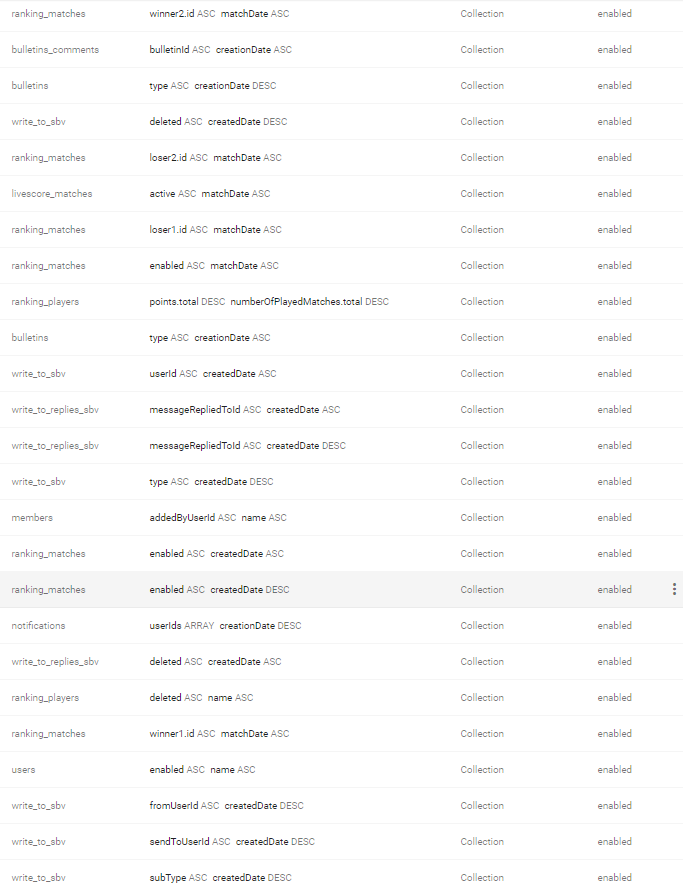 ranking_matches winner2.id ASC matchDate ASC Collection enabled
bulletins_comments bulletinId ASC creationDate ASC Collection enabled
bulletins type ASC creationDate DESC Collection enabled
write_to_sbv deleted ASC createdDate DESC Collection enabled
ranking_matches loser2.id ASC matchDate ASC Collection enabled
livescore_matches active ASC matchDate ASC Collection enabled
ranking_matches loser1.id ASC matchDate ASC Collection enabled
ranking_matches enabled ASC matchDate ASC Collection enabled
ranking_players points.total DESC numberOfPlayedMatches.total DESC Collection enabled
bulletins type ASC creationDate ASC Collection enabled
write_to_sbv userId ASC createdDate ASC Collection enabled
write_to_replies_sbv messageRepliedToId ASC createdDate ASC Collection enabled
write_to_replies_sbv messageRepliedToId ASC createdDate DESC Collection enabled
write_to_sbv type ASC createdDate DESC Collection enabled
members addedByUserId ASC name ASC Collection enabled
ranking_matches enabled ASC createdDate ASC Collection enabled
ranking_matches enabled ASC createdDate DESC Collection enabled
notifications userIds ARRAY creationDate DESC Collection enabled
write_to_replies_sbv deleted ASC createdDate ASC Collection enabled
ranking_players deleted ASC name ASC Collection enabled
ranking_matches winner1.id ASC matchDate ASC Collection enabled
users enabled ASC name ASC Collection enabled
write_to_sbv fromUserId ASC createdDate DESC Collection enabled
write_to_sbv sendToUserId ASC createdDate DESC Collection enabled
write_to_sbv subType ASC createdDate DESC Collection enabled